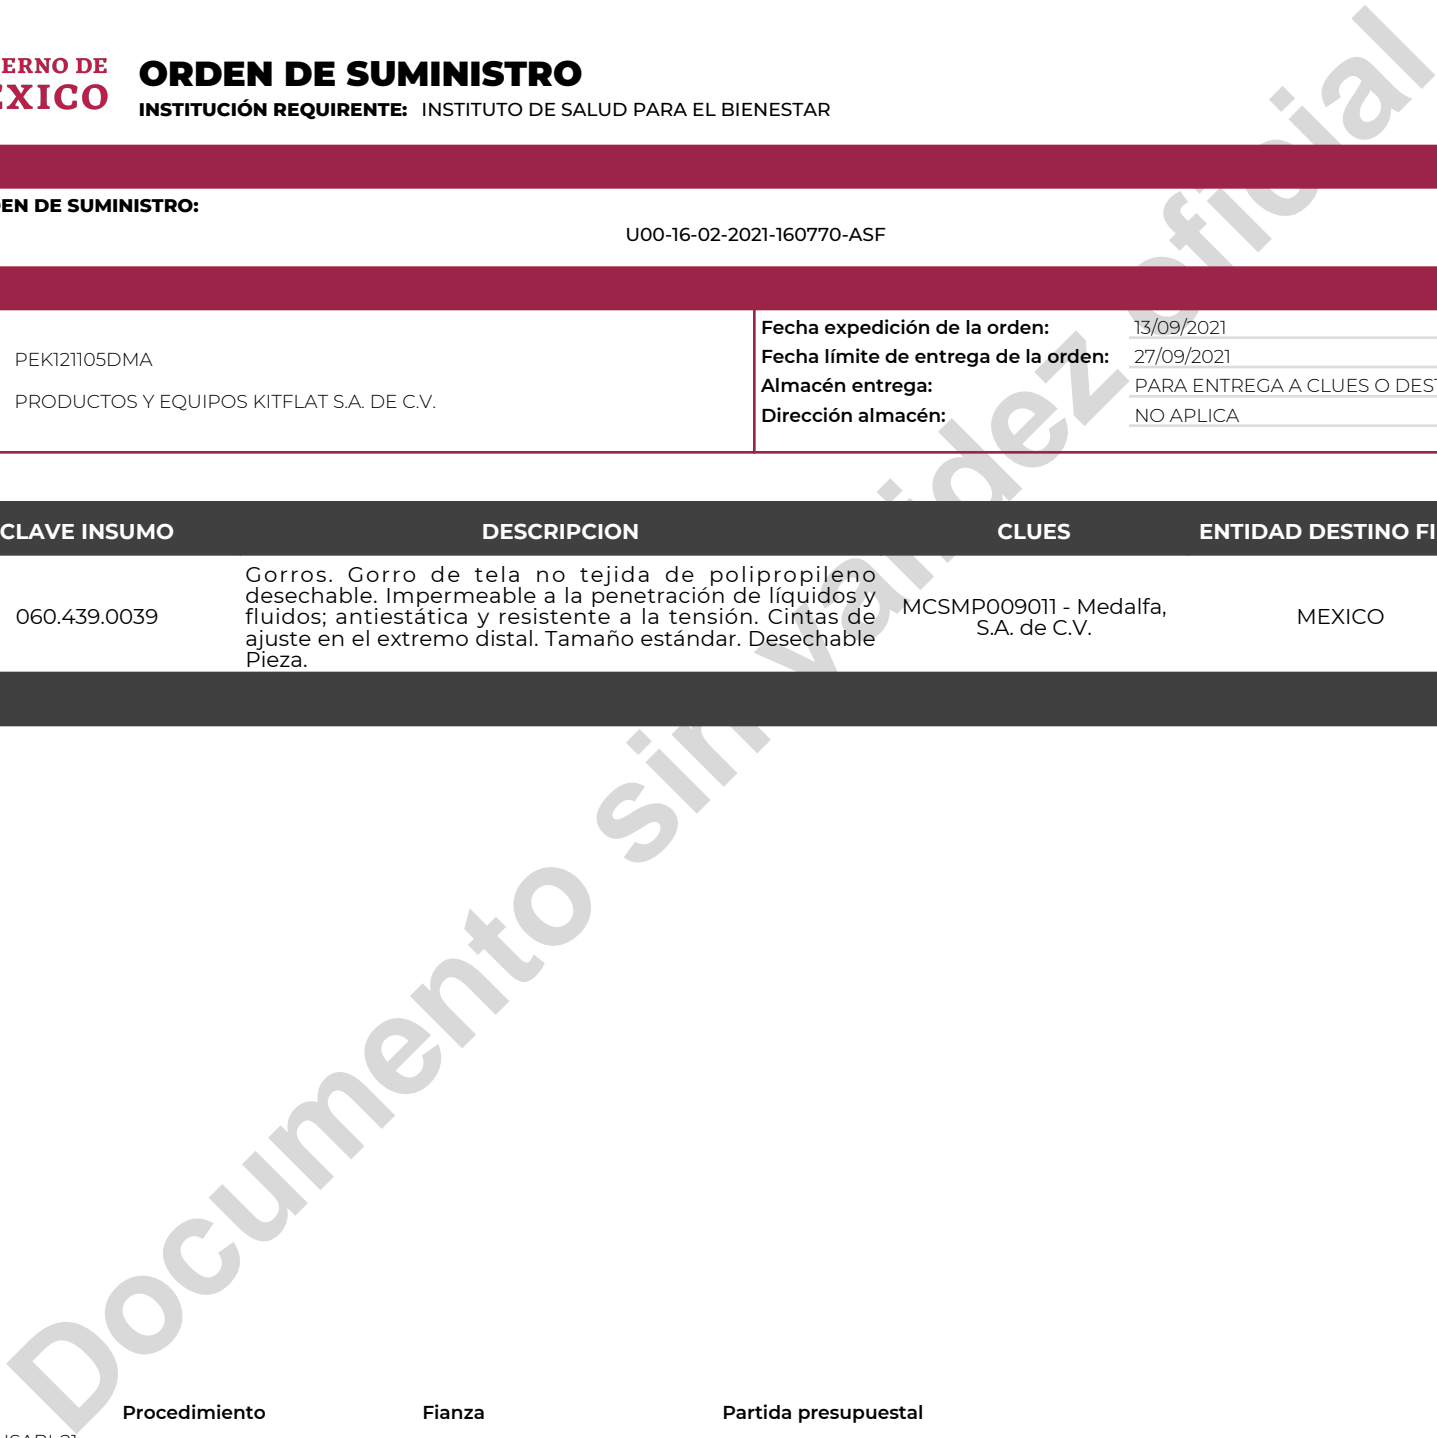 ERNO DE
EXICO
ORDEN DE SUMINISTRO
INSTITUCIÓN REQUIRENTE: INSTITUTO DE SALUD PARA EL BIENESTAR
EN DE SUMINISTRO:
U00-16-02-2021-160770-ASF
PEK121105DMA
PRODUCTOS Y EQUIPOS KITFLAT S.A. DE C.V.
Fecha expedición de la orden: 13/09/2021
Fecha límite de entrega de la orden: 27/09/2021
Almacén entrega: PARA ENTREGA A CLUES O DEST
Dirección almacén: NO APLICA
CLAVE INSUMO DESCRIPCION CLUES ENTIDAD DESTINO FI
060.439.0039
Gorros. Gorro de tela no tejida de polipropileno
desechable. Impermeable a la penetración de líquidos y
fluidos; antiestática y resistente a la tensión. Cintas de
ajuste en el extremo distal. Tamaño estándar. Desechable
Pieza.
MCSMP009011 - Medalfa,
S.A. de C.V.
MEXICO
Documento sin validez oficial
Procedimiento Fianza Partida presupuestal